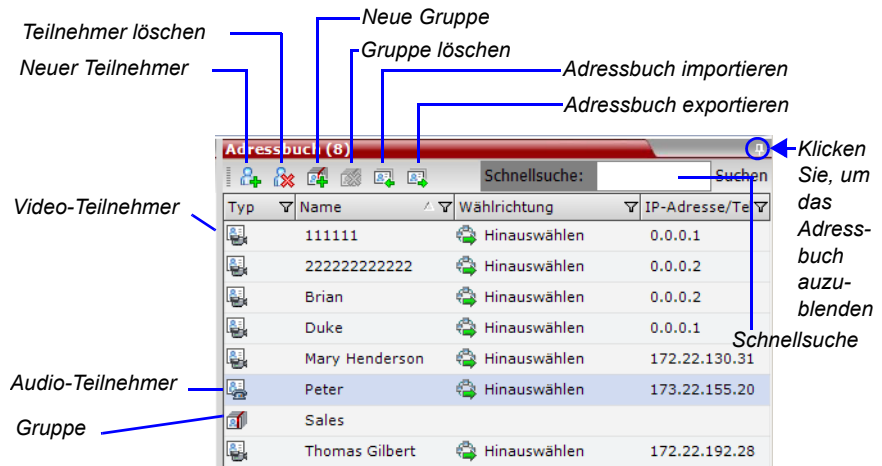 Neue Gruppe
Teilnehmer löschen
Gruppe löschen
Neuer Teilnehmer
Adressbuch importieren
Adressbuch exportieren
Adressbuch (8)
Klicken
Sie, um
das
Adress-
buch
auzu-
blenden
Schnellsuche: Suchen
Video-Teilnehmer
Typ Name Wählrichtung IP-Adresse/Te
111111 Hinauswählen 0.0.0.1
222222222222 Hinauswählen 0.0.0.2
Brian Hinauswählen 0.0.0.2
Duke Hinauswählen 0.0.0.1
Schnellsuche
Mary Henderson Hinauswählen 172.22.130.31
Audio-Teilnehmer
Peter Hinauswählen 173.22.155.20
Gruppe
Sales
Thomas Gilbert Hinauswählen 172.22.192.28